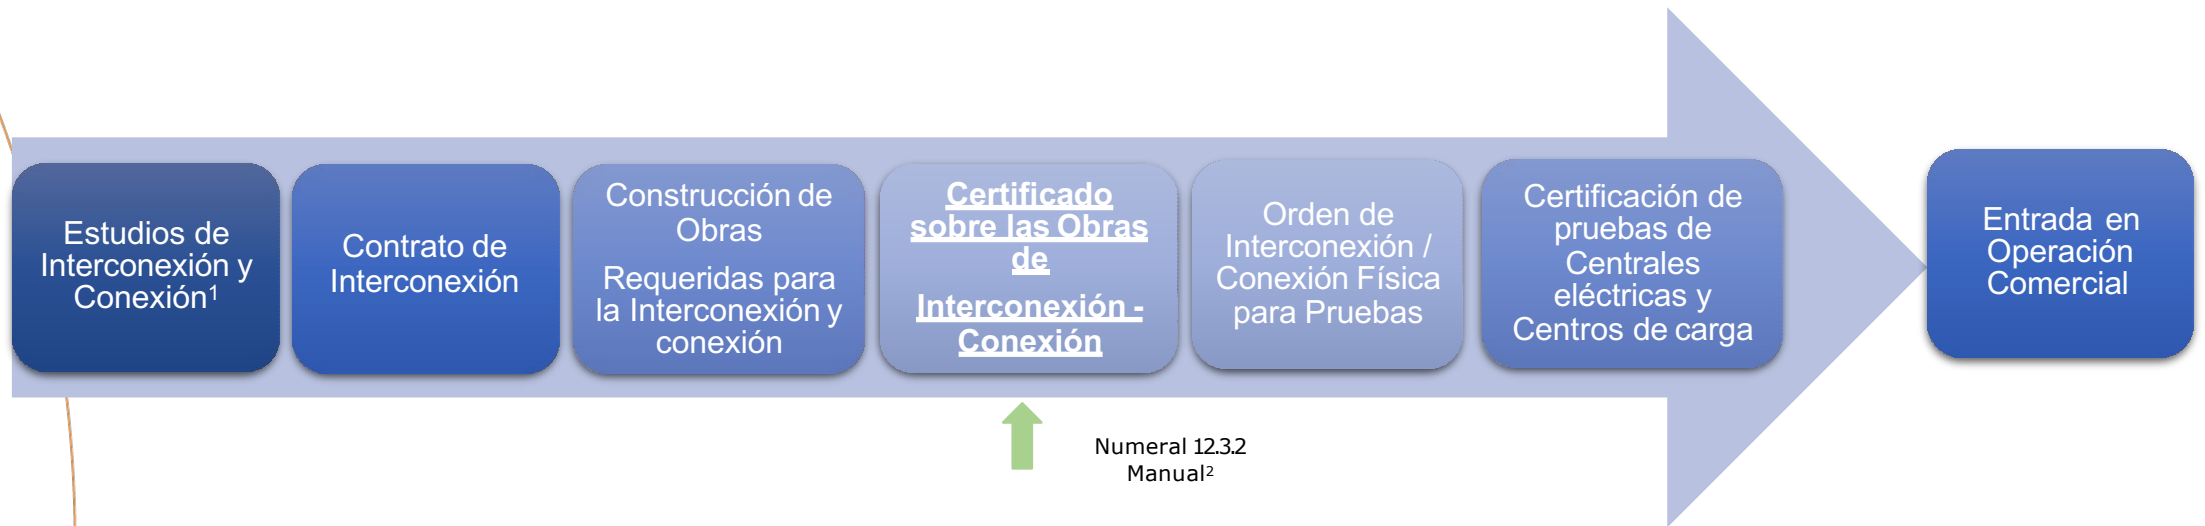 Estudios de
Interconexión y
Conexión¹
Contrato de
Interconexión
Construcción de
Obras
Requeridas para
la Interconexión y
conexión
Certificado
sobre las Obras
de
Interconexión -
Conexión
Orden de
Interconexión /
Conexión Física
para Pruebas
Certificación de
pruebas de
Centrales
eléctricas y
Centros de carga
Entrada en
Operación
Comercial
Numeral 12.3.2
Manual²